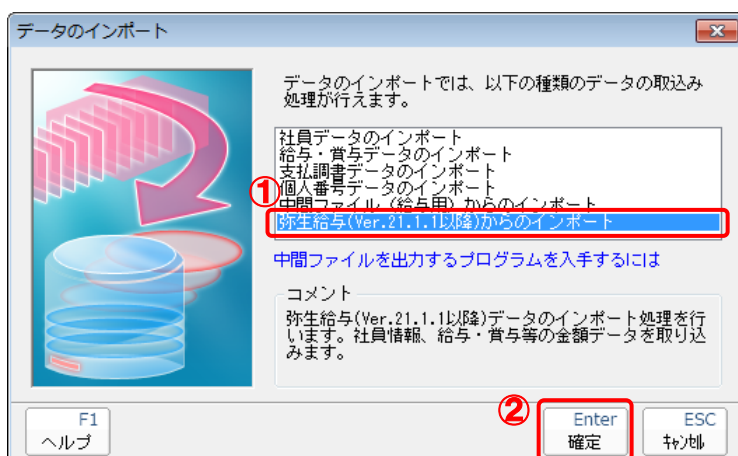 データのインポート
データのインポートでは、以下の種類のデータの取込み
処理が行えます。
社員データのインポート
給与・賞与データのインポート
支払調書データのインポート
個人番号データのインポート
中間ファイル（給与用）からのインポート
①
弥生給与(Ver.21.1.1以降)からのインポート
中間ファイルを出力するプログラムを入手するには
コメント
弥生給与(Ver.21.1.1以降)データのインポート処理を行
います。社員情報、給与・賞与等の金額データを取り込
みます。
②
F1
ヘルプ
Enter
確定
ESC
ｷｬﾝｾﾙ